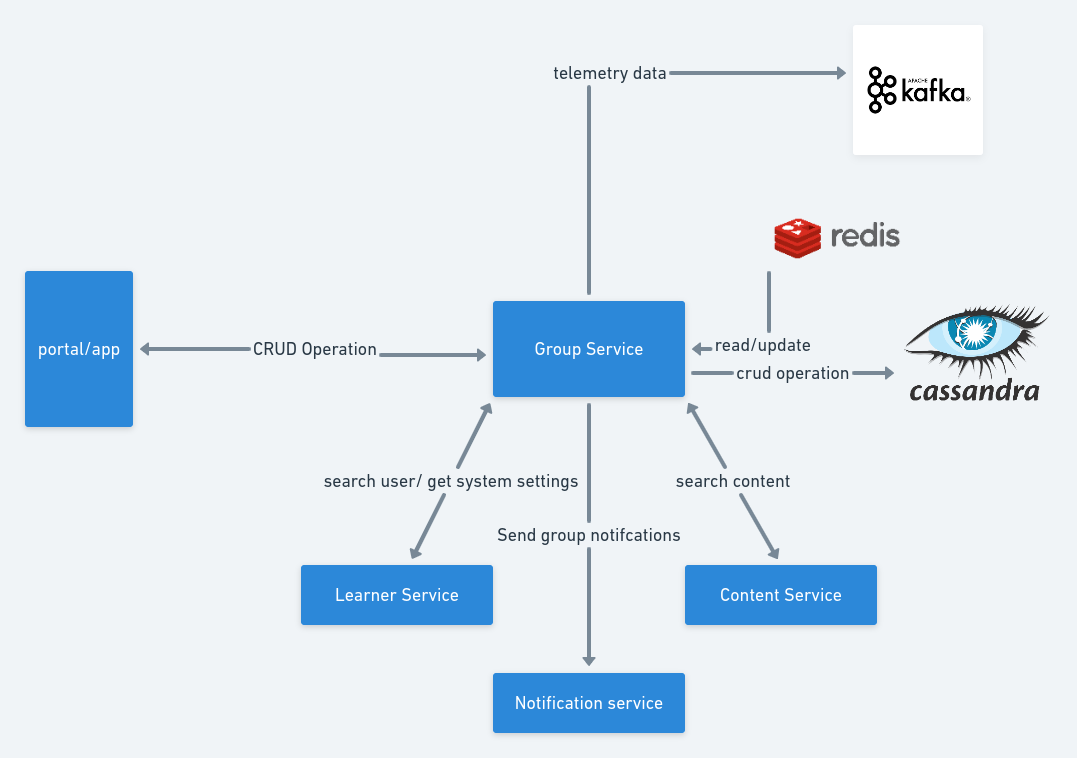 telemetry data
APACHE
kafka®
redis
portal/app
CRUD Operation
Group Service
read/update
crud operation
cassandra
search user/ get system settings
search content
Send group notifcations
Learner Service
Content Service
Notification service